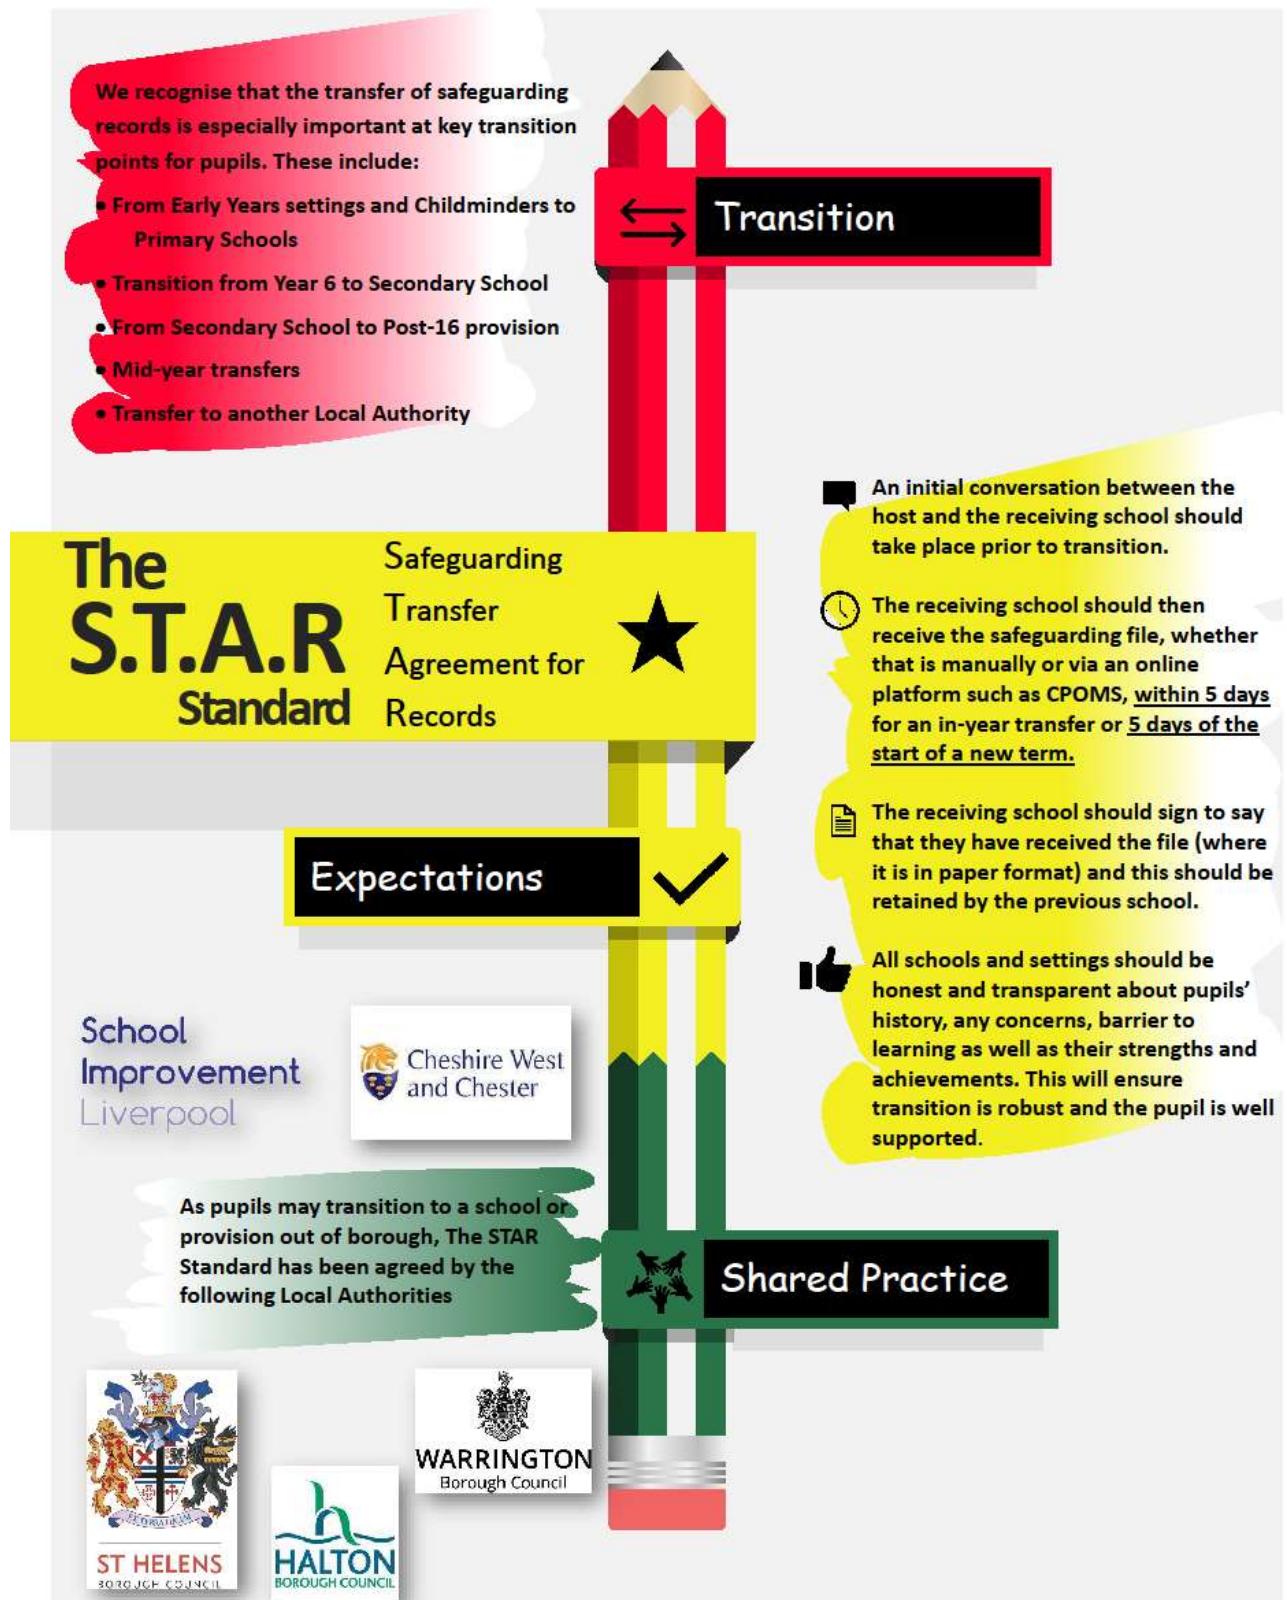 We recognise that the transfer of safeguarding
records is especially important at key transition
points for pupils. These include:
• From Early Years settings and Childminders to
Primary Schools
• Transition from Year 6 to Secondary School
• From Secondary School to Post-16 provision
• Mid-year transfers
• Transfer to another Local Authority
Transition
The
S.T.A.R
Standard
Safeguarding
Transfer
Agreement for
Records
An initial conversation between the
host and the receiving school should
take place prior to transition.
The receiving school should then
receive the safeguarding file, whether
that is manually or via an online
platform such as CPOMS, within 5 days
for an in-year transfer or 5 days of the
start of a new term.
The receiving school should sign to say
that they have received the file (where
it is in paper format) and this should be
retained by the previous school.
All schools and settings should be
honest and transparent about pupils’
history, any concerns, barrier to
learning as well as their strengths and
achievements. This will ensure
transition is robust and the pupil is well
supported.
Expectations
School
Improvement
Liverpool
Cheshire West
and Chester
As pupils may transition to a school or
provision out of borough, The STAR
Standard has been agreed by the
following Local Authorities
Shared Practice
WARRINGTON
Borough Council
ST HELENS
BOROUGH COUNCIL
HALTON
BOROUGH COUNCIL